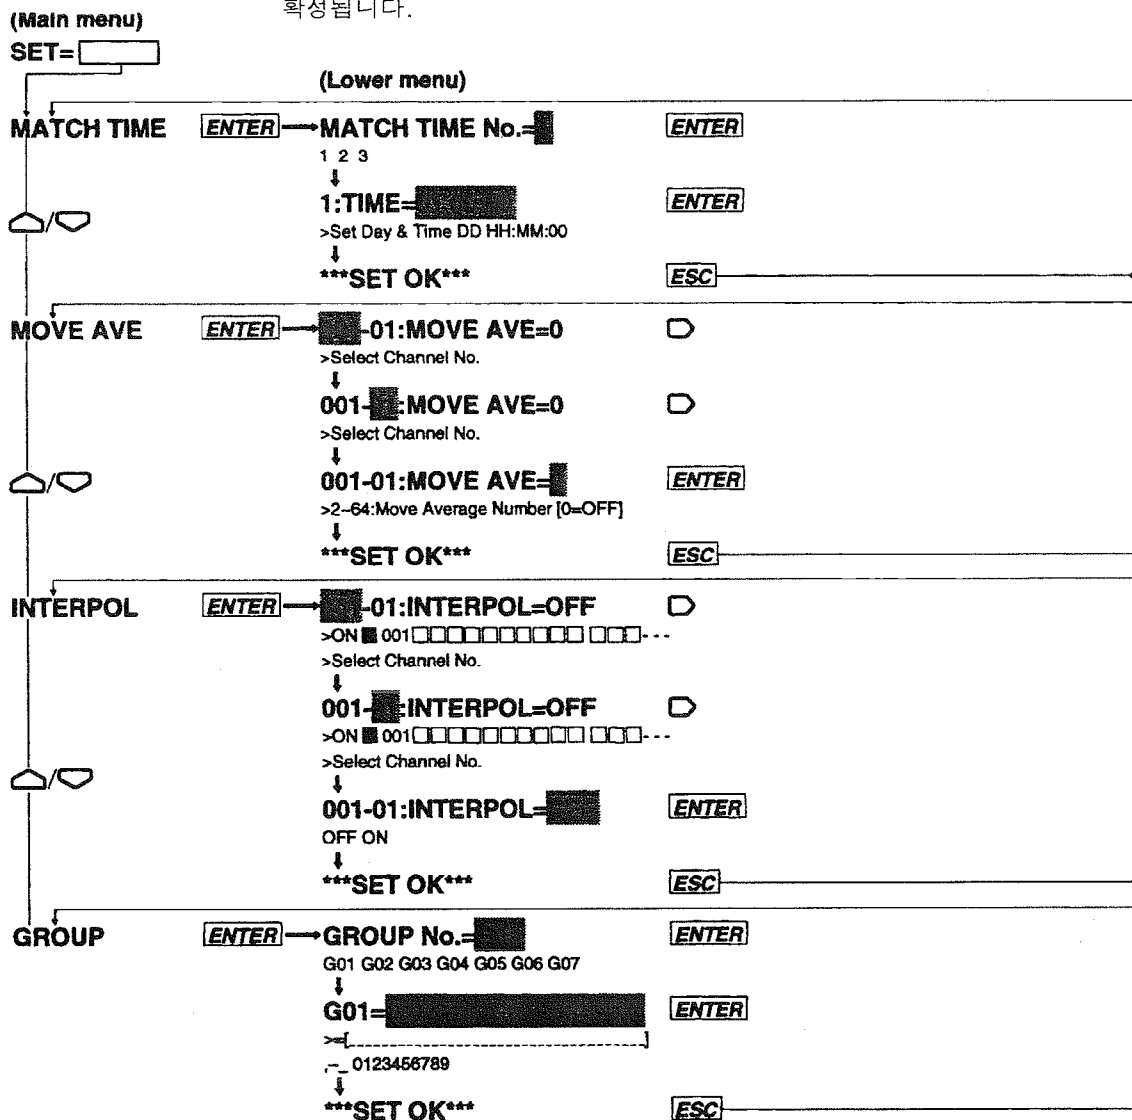 확성됩니다.
(Main menu)
SET=
(Lower menu)
MATCH TIME ENTER MATCH TIME No.= ENTER
1 2 3
1:TIME= ENTER
>Set Day & Time DD HH:MM:00
***SET OK*** ESC
MOVE AVE ENTER -01:MOVE AVE=0
>Select Channel No.
001- :MOVE AVE=0
>Select Channel No.
001-01:MOVE AVE= ENTER
>2~64:Move Average Number [0=OFF]
***SET OK*** ESC
INTERPOL ENTER -01:INTERPOL=OFF
>ON■ 001□□□□□□□□□□ □□□---
>Select Channel No.
001- :INTERPOL=OFF
>ON■ 001□□□□□□□□□□ □□□---
>Select Channel No.
001-01:INTERPOL= ENTER
OFF ON
***SET OK*** ESC
GROUP ENTER GROUP No.= ENTER
G01 G02 G03 G04 G05 G06 G07
G01= ENTER
>=[------------------------------]
,–_ 0123456789
***SET OK*** ESC